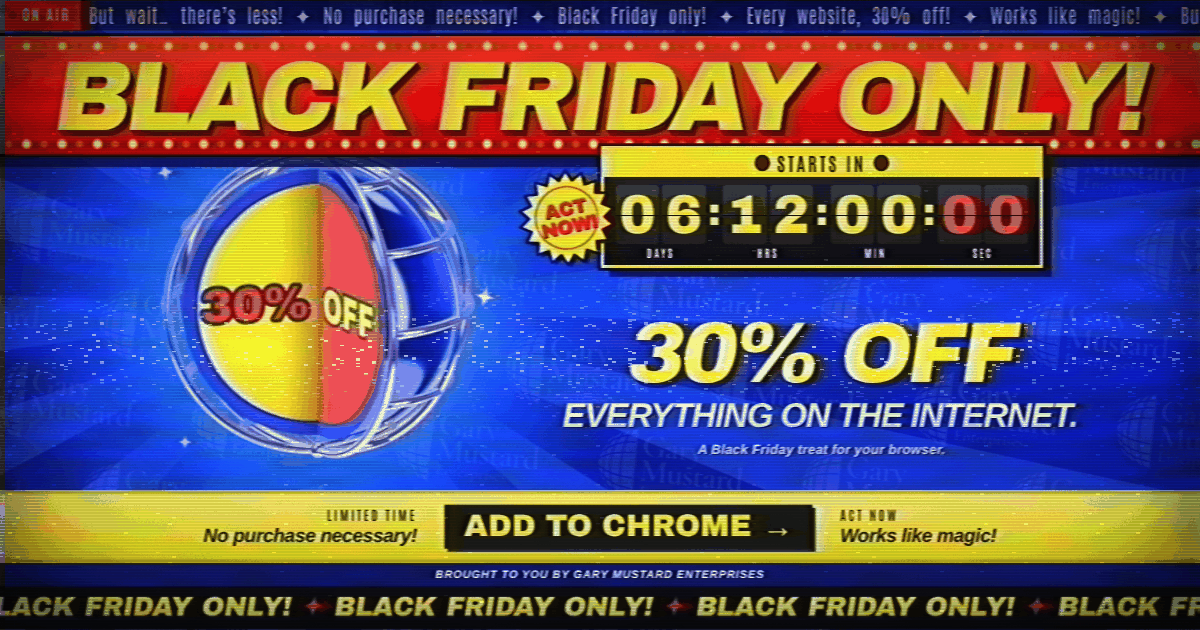 ON AIR
But wait… there's less! ✦ No purchase necessary! ✦ Black Friday only! ✦ Every website, 30% off! ✦ Works like magic! ✦ Bu
BLACK FRIDAY ONLY!
STARTS IN
ACT NOW!
06:12:00:00
DAYS HRS MIN SEC
30% OFF
30% OFF
EVERYTHING ON THE INTERNET.
A Black Friday treat for your browser.
LIMITED TIME
No purchase necessary!
ADD TO CHROME →
ACT NOW
Works like magic!
BROUGHT TO YOU BY GARY MUSTARD ENTERPRISES
LACK FRIDAY ONLY! ✦ BLACK FRIDAY ONLY! ✦ BLACK FRIDAY ONLY! ✦ BLACK FR